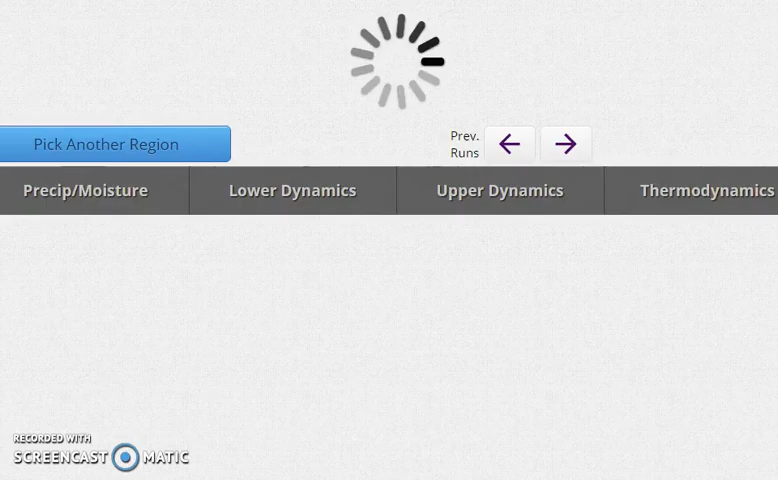 Pick Another Region
Prev.
Runs
Precip/Moisture
Lower Dynamics
Upper Dynamics
Thermodynamics
RECORDED WITH
SCREENCAST MATIC